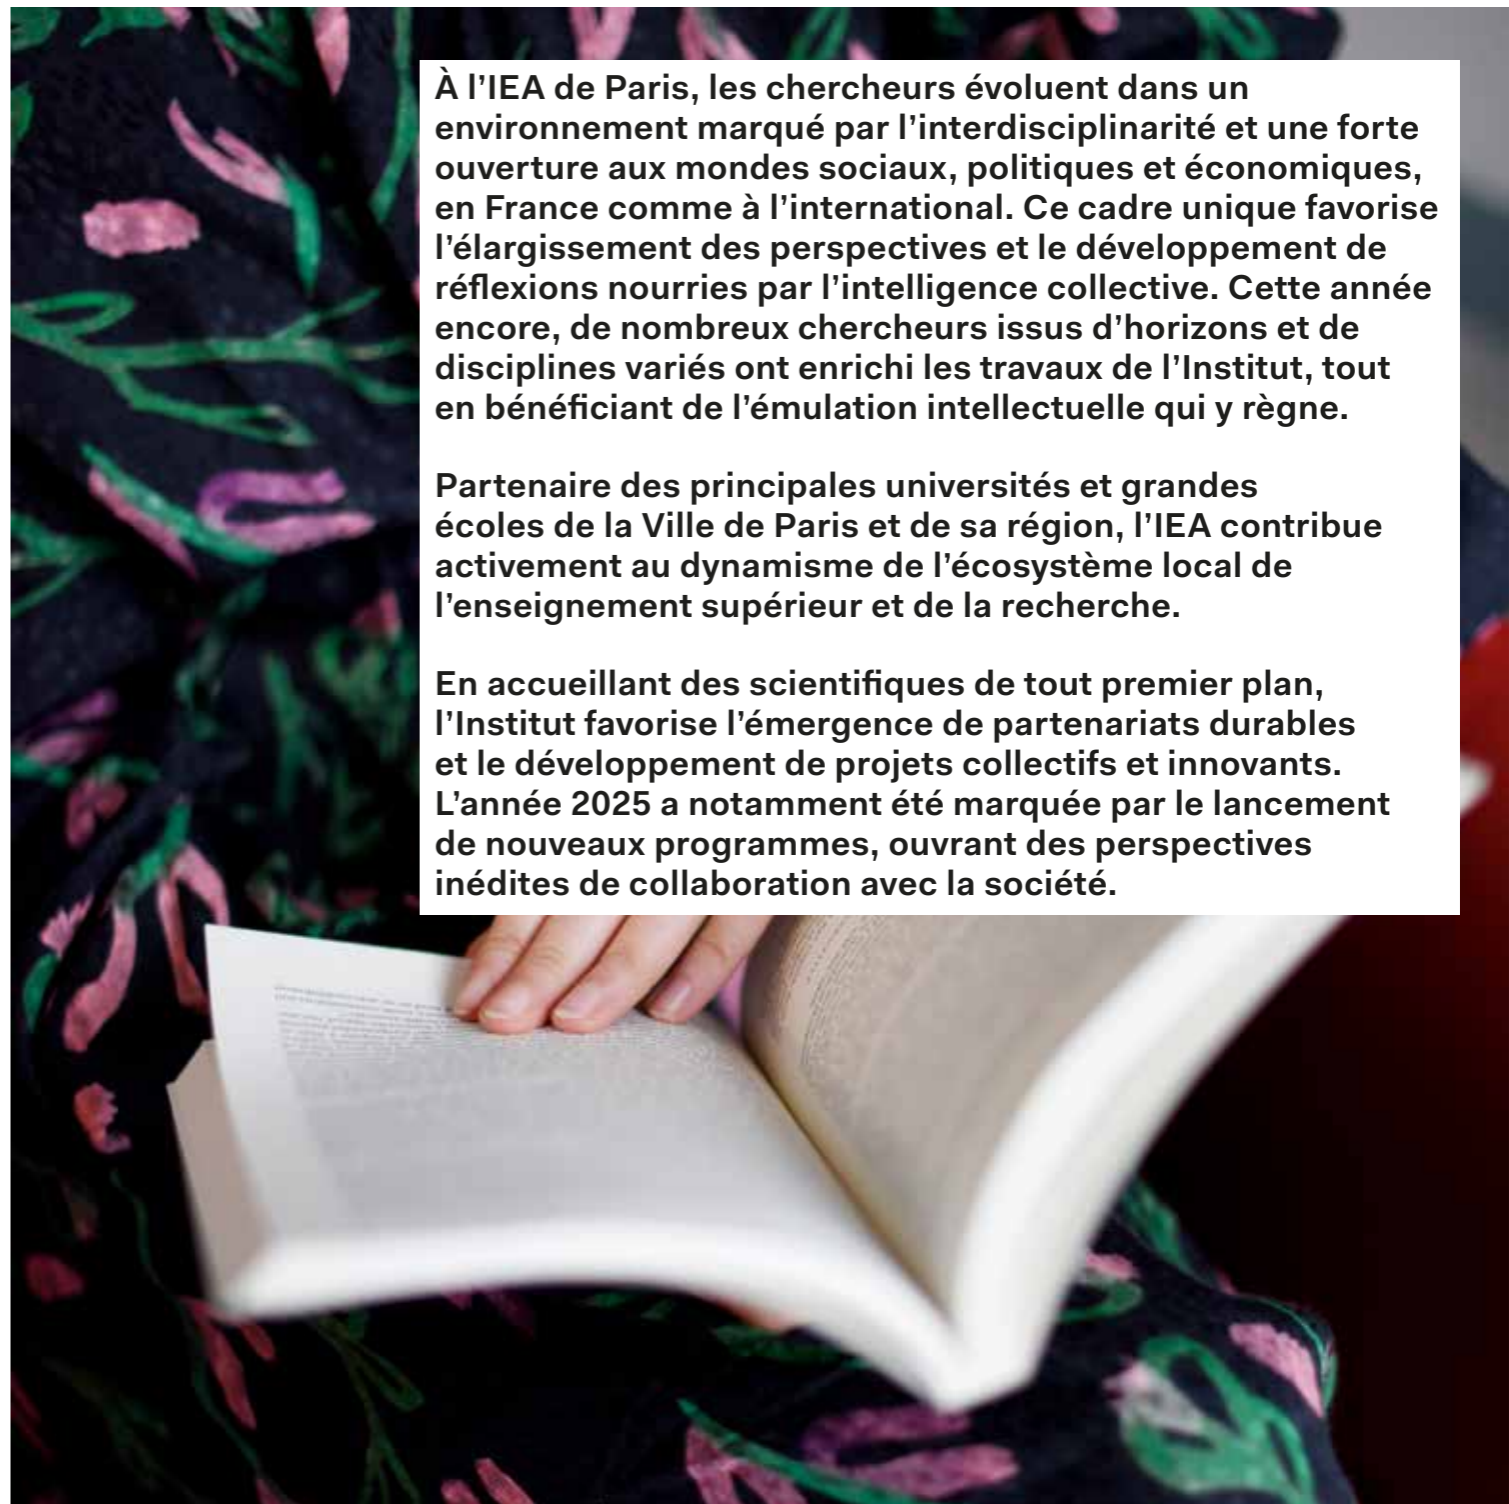 À l’IEA de Paris, les chercheurs évoluent dans un
environnement marqué par l’interdisciplinarité et une forte
ouverture aux mondes sociaux, politiques et économiques,
en France comme à l’international. Ce cadre unique favorise
l’élargissement des perspectives et le développement de
réflexions nourries par l’intelligence collective. Cette année
encore, de nombreux chercheurs issus d’horizons et de
disciplines variés ont enrichi les travaux de l’Institut, tout
en bénéficiant de l’émulation intellectuelle qui y règne.
Partenaire des principales universités et grandes
écoles de la Ville de Paris et de sa région, l’IEA contribue
activement au dynamisme de l’écosystème local de
l’enseignement supérieur et de la recherche.
En accueillant des scientifiques de tout premier plan,
l’Institut favorise l’émergence de partenariats durables
et le développement de projets collectifs et innovants.
L’année 2025 a notamment été marquée par le lancement
de nouveaux programmes, ouvrant des perspectives
inédites de collaboration avec la société.